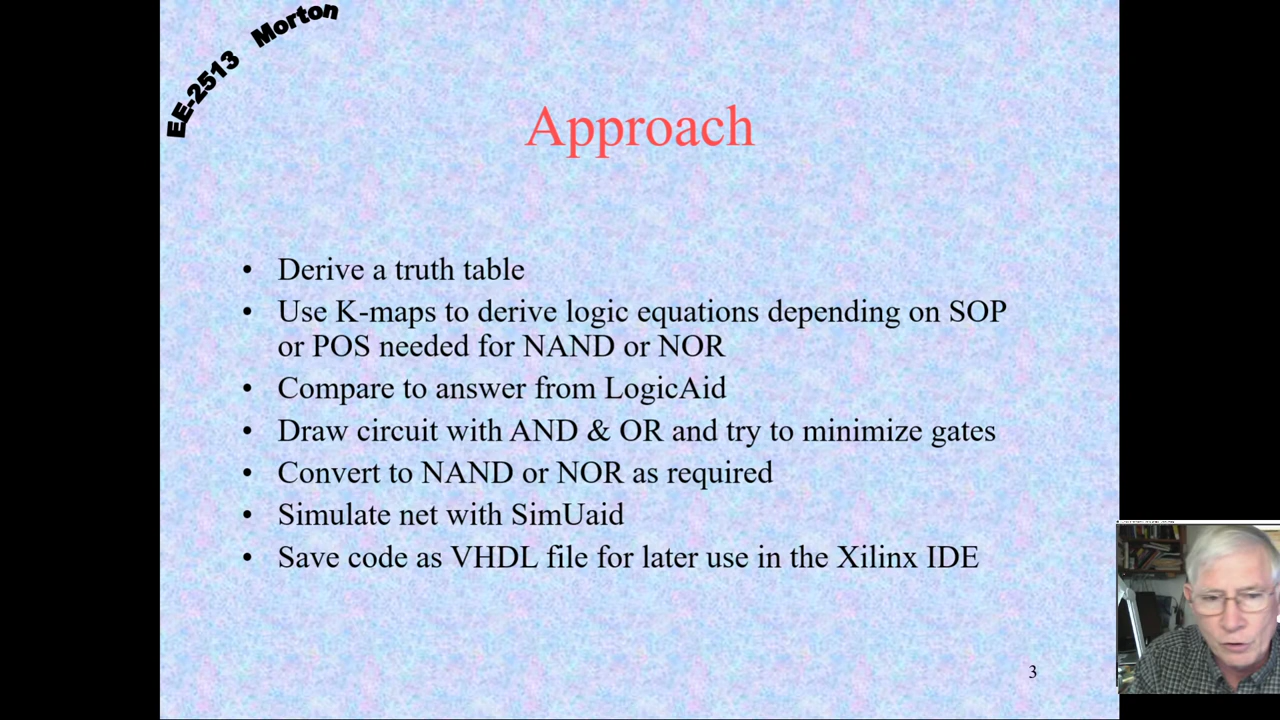 EE-2513 Morton
Approach
• Derive a truth table
• Use K-maps to derive logic equations depending on SOP
or POS needed for NAND or NOR
• Compare to answer from LogicAid
• Draw circuit with AND & OR and try to minimize gates
• Convert to NAND or NOR as required
• Simulate net with SimUaid
• Save code as VHDL file for later use in the Xilinx IDE
3